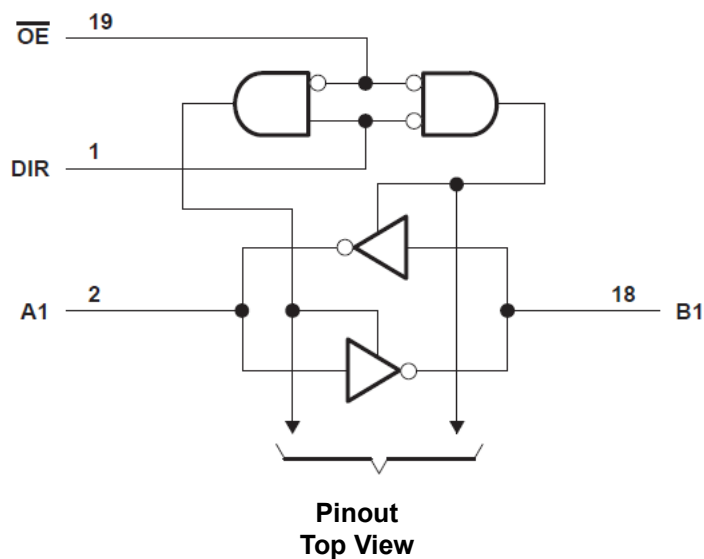 OE 19
DIR 1
A1 2
18 B1
Pinout
Top View